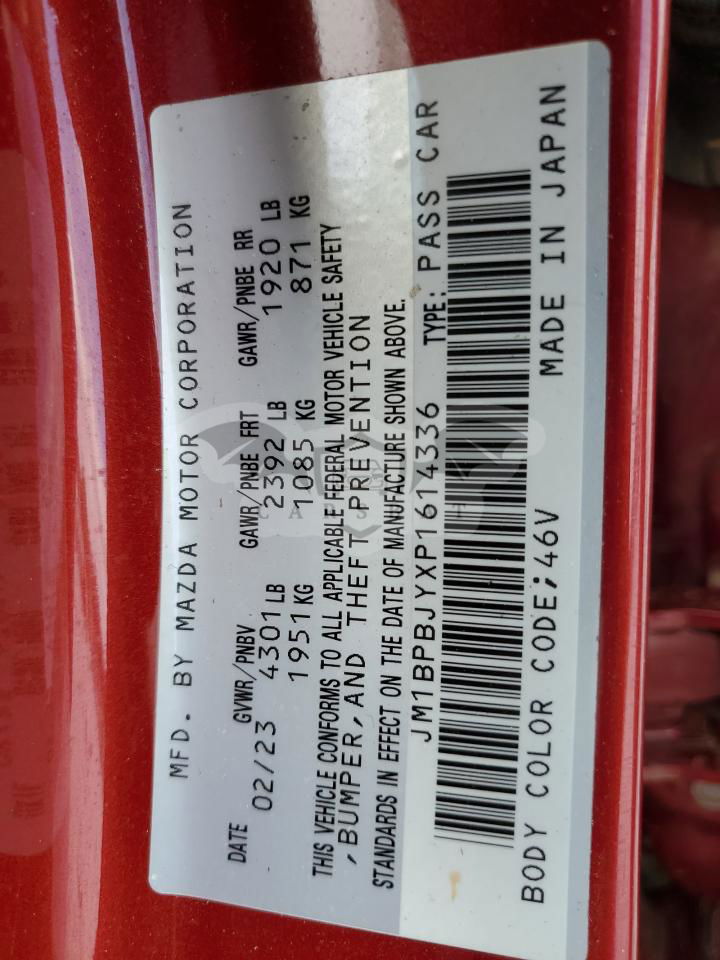 MFD. BY MAZDA MOTOR CORPORATION
DATE GVWR/PNBV GAWR/PNBE FRT GAWR/PNBE RR
02/23 4301 LB 2392 LB 1920 LB
1951 KG 1085 KG 871 KG
THIS VEHICLE CONFORMS TO ALL APPLICABLE FEDERAL MOTOR VEHICLE SAFETY
,BUMPER, AND THEFT PREVENTION
STANDARDS IN EFFECT ON THE DATE OF MANUFACTURE SHOWN ABOVE.
JM1BPBJYXP1614336 TYPE: PASS CAR
BODY COLOR CODE;46V MADE IN JAPAN